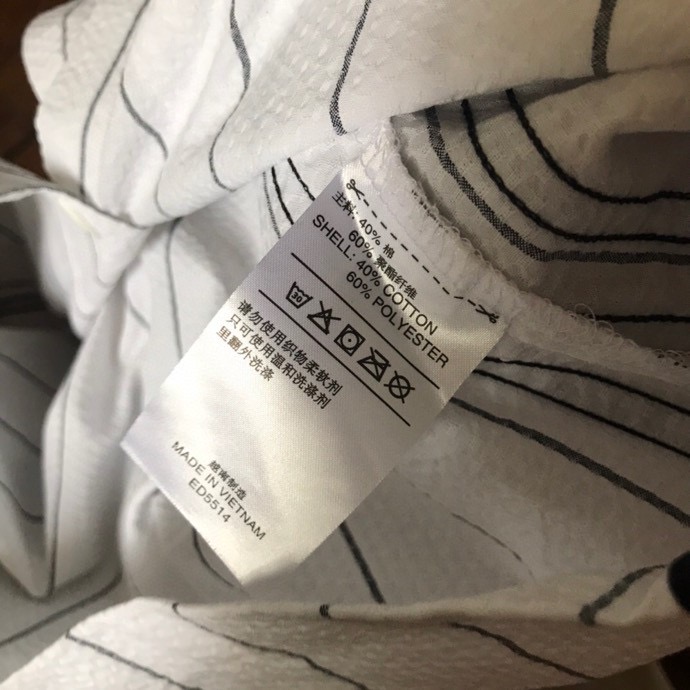 主料: 40% 棉
60% 聚酯纤维
SHELL: 40% COTTON
60% POLYESTER
30
请勿使用织物柔软剂
只可使用温和洗涤剂
里翻外洗涤
越南制造
MADE IN VIETNAM
ED5514